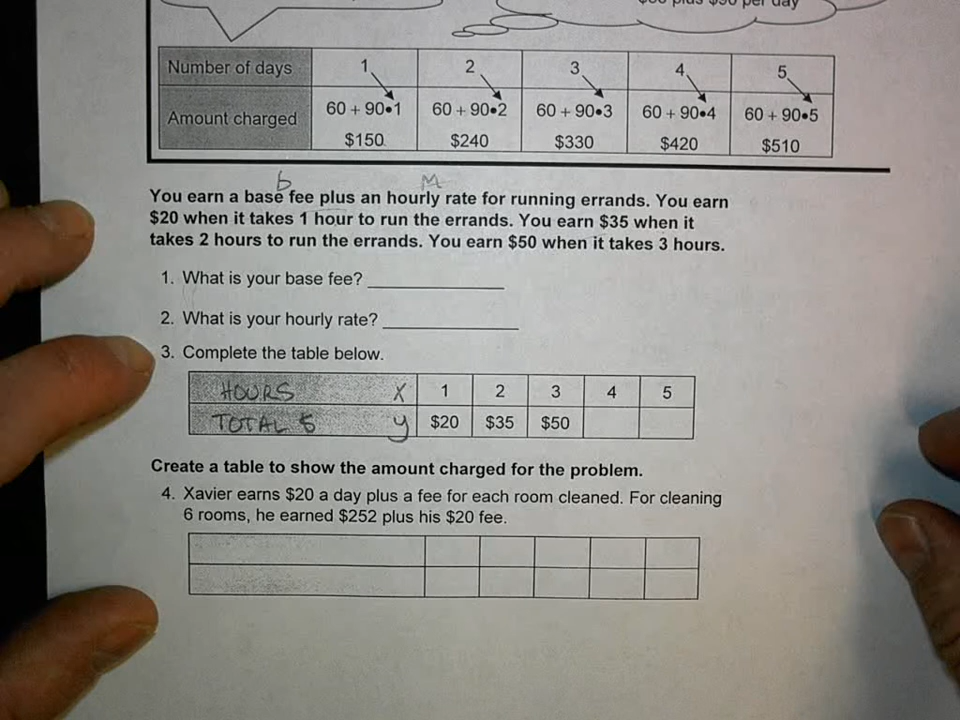 plus $90 per day
Number of days 1 2 3 4 5
Amount charged 60 + 90•1 60 + 90•2 60 + 90•3 60 + 90•4 60 + 90•5
$150 $240 $330 $420 $510
b M
You earn a base fee plus an hourly rate for running errands. You earn
$20 when it takes 1 hour to run the errands. You earn $35 when it
takes 2 hours to run the errands. You earn $50 when it takes 3 hours.
1. What is your base fee?
2. What is your hourly rate?
3. Complete the table below.
HOURS X 1 2 3 4 5
TOTAL $ y $20 $35 $50
Create a table to show the amount charged for the problem.
4. Xavier earns $20 a day plus a fee for each room cleaned. For cleaning
6 rooms, he earned $252 plus his $20 fee.